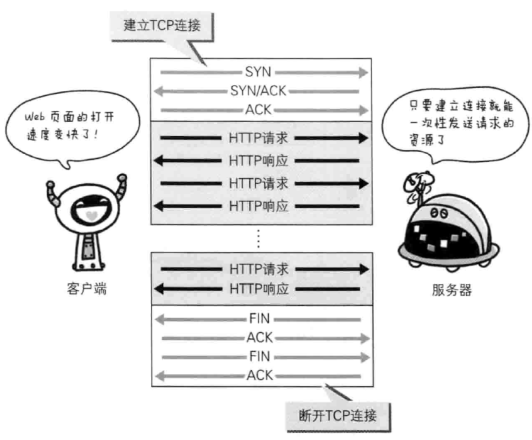 建立TCP连接
SYN
SYN/ACK
ACK
Web 页面的打开
速度变快了！
只要建立连接就能
一次性发送请求的
资源了
HTTP请求
HTTP响应
HTTP请求
HTTP响应
HTTP请求
HTTP响应
客户端
服务器
FIN
ACK
FIN
ACK
断开TCP连接